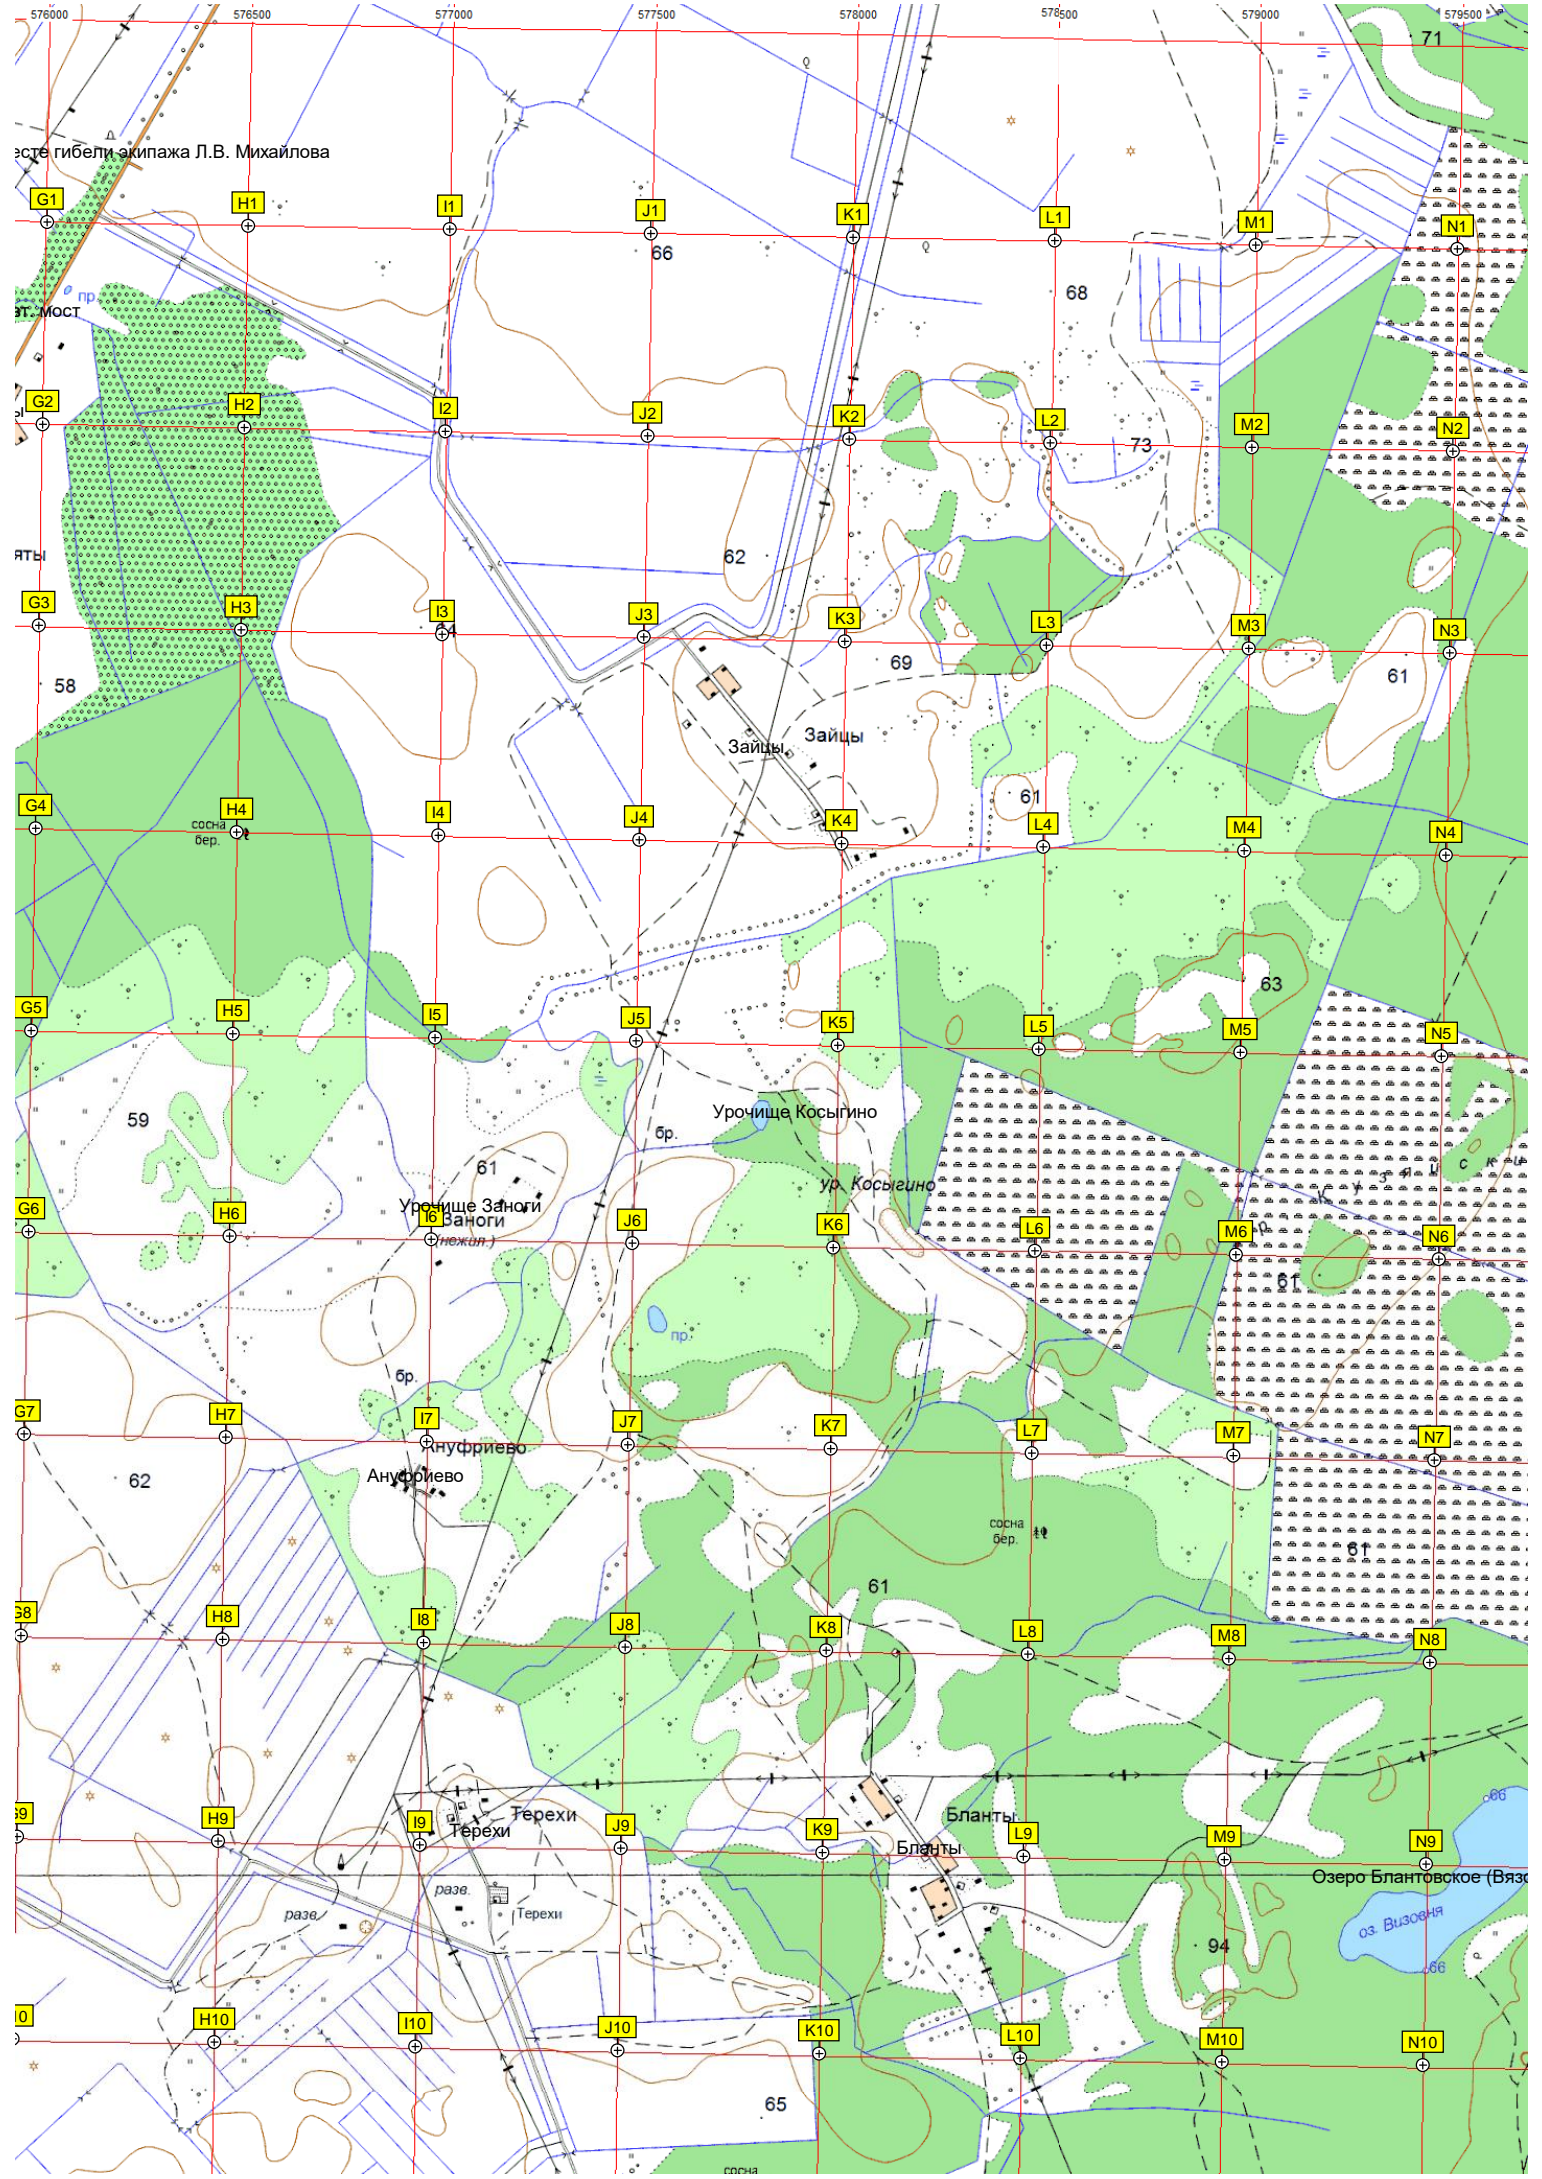 576000 576500 577000 577500 578000 578500 579000 579500
71
Q
есте гибели экипажа Л.В. Михайлова
G1 H1 I1 J1 K1 L1 M1 N1
66
Q
68
пр.
вт. мост
G2 H2 I2 J2 K2 L2 M2 N2
73
62
яты
G3 H3 I3 J3 K3 L3 M3 N3
58
69
61
Зайцы
Зайцы
61
G4 H4 I4 J4 K4 L4 M4 N4
сосна
бер.
63
G5 H5 I5 J5 K5 L5 M5 N5
59
Урочище Косыгино
бр.
61
ур. Косыгино
К у з я и с к и
Урочище Заноги
Заноги
(нежил.)
G6 H6 I6 J6 K6 L6 M6 N6
р.
61
пр.
бр.
G7 H7 I7 J7 K7 L7 M7 N7
Ануфриево
Ануфриево
62
сосна
бер.
61
61
G8 H8 I8 J8 K8 L8 M8 N8
66
Терехи
Терехи
Бланты
Бланты
G9 H9 I9 J9 K9 L9 M9 N9
Озеро Блантовское (Вязо
разв.
разв.
Терехи
оз. Визовня
94
66
10 H10 I10 J10 K10 L10 M10 N10
65
сосна